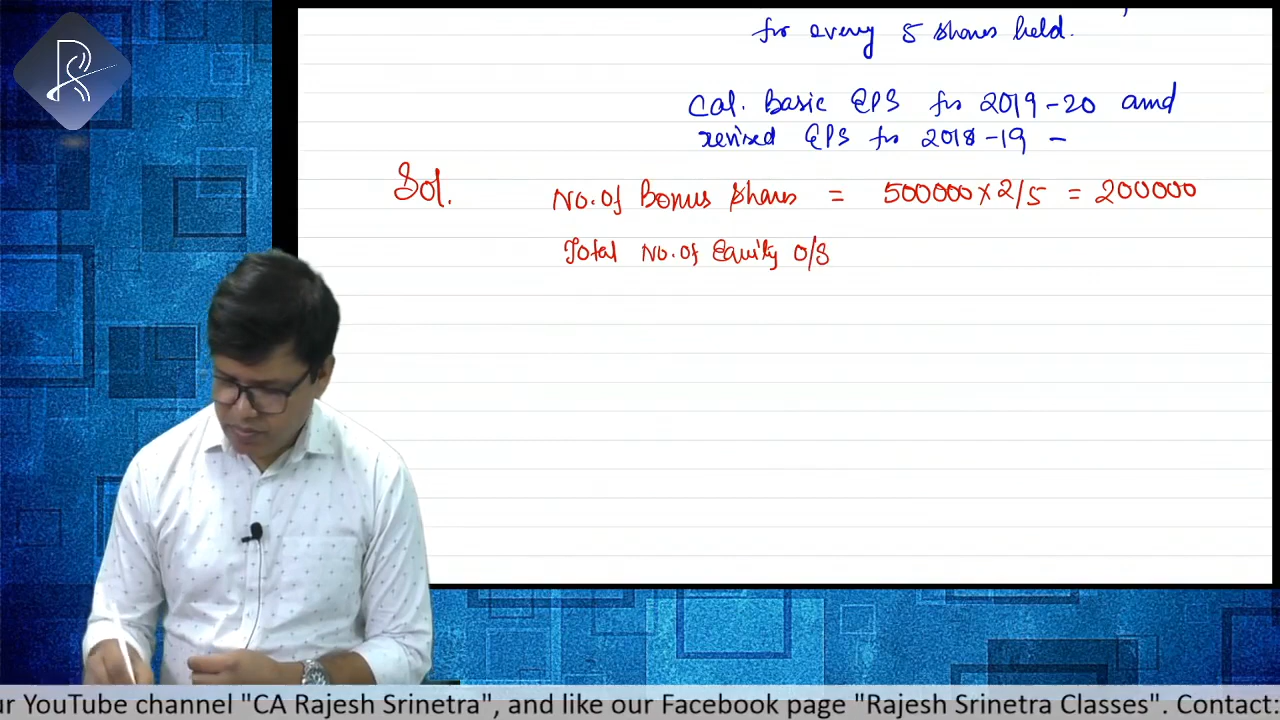 for every 5 shares held.
Cal. Basic EPS for 2019-20 and
revised EPS for 2018-19 -
Sol.
No. of Bonus shares = 500000 x 2/5 = 200000
Total No. of Equity O/S
ur YouTube channel "CA Rajesh Srinetra", and like our Facebook page "Rajesh Srinetra Classes". Contact: